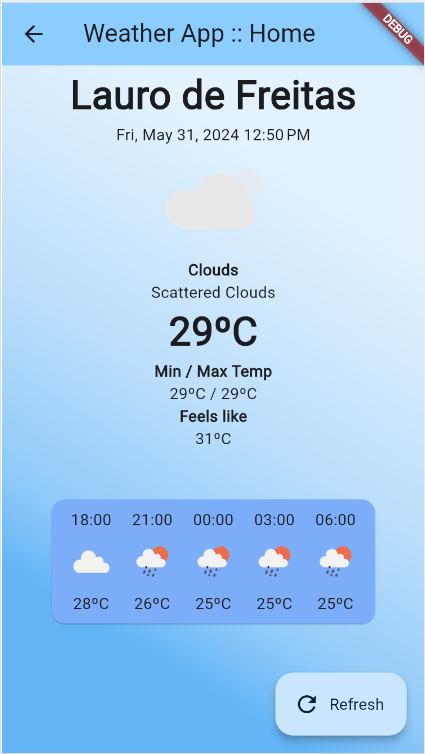 Weather App :: Home
DEBUG
Lauro de Freitas
Fri, May 31, 2024 12:50 PM
Clouds
Scattered Clouds
29ºC
Min / Max Temp
29ºC / 29ºC
Feels like
31ºC
18:00 21:00 00:00 03:00 06:00
28ºC 26ºC 25ºC 25ºC 25ºC
Refresh